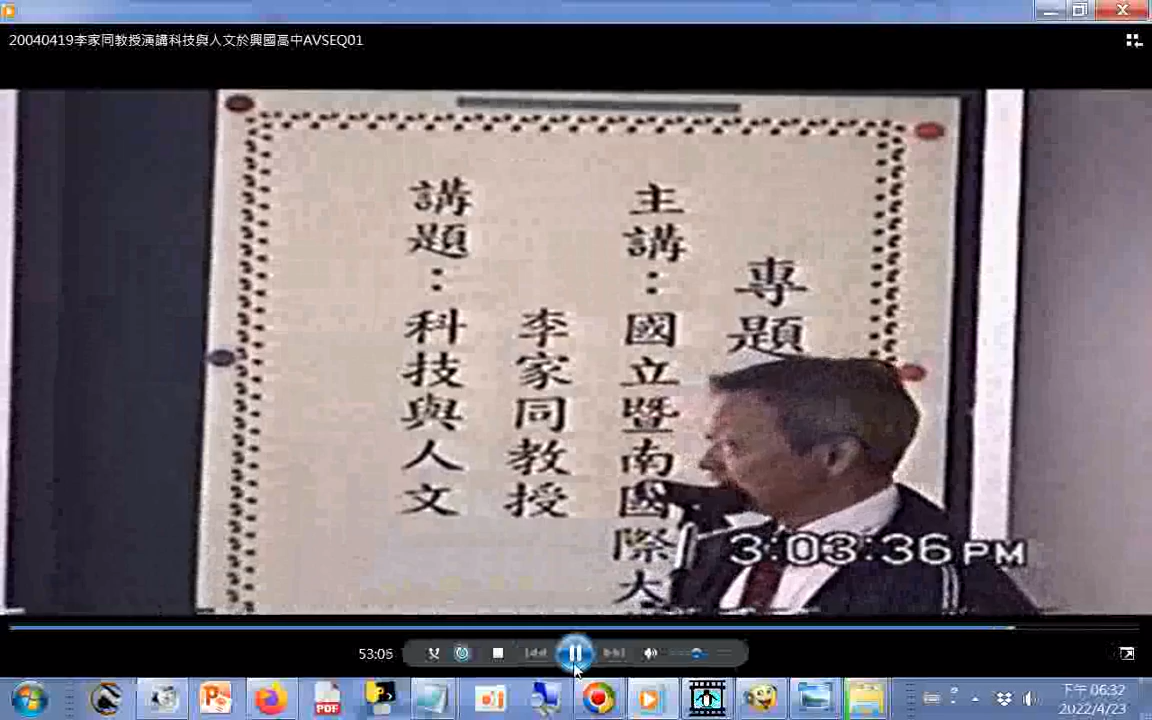 20040419李家同教授演講科技與人文於興國高中AVSEQ01
專題
主講：國立暨南國際大
李家同教授
講題：科技與人文
3:03:36PM
53:05
PDF
下午 06:32
2022/4/23